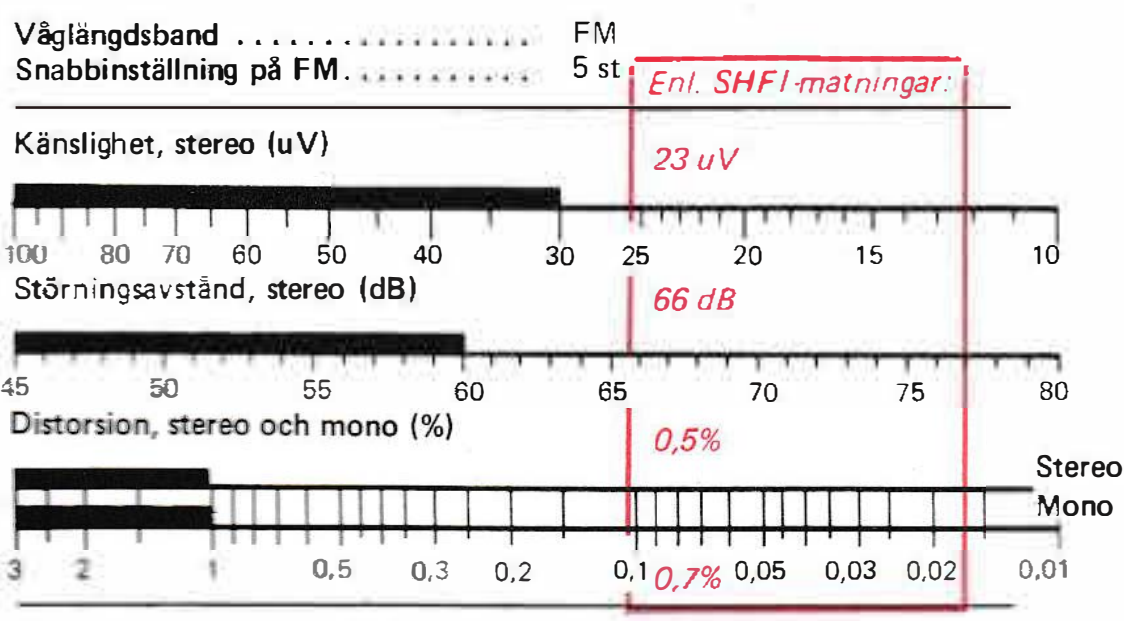 Våglängdsband .................... FM
Snabbinställning på FM. .......... 5 st
Enl. SHFI-matningar:
Känslighet, stereo (uV)
23 uV
100 80 70 60 50 40 30 25 20 15 10
Störningsavstånd, stereo (dB)
66 dB
45 50 55 60 65 70 75 80
Distorsion, stereo och mono (%)
0,5%
Stereo
Mono
3 2 1 0,5 0,3 0,2 0,1 0,7% 0,05 0,03 0,02 0,01